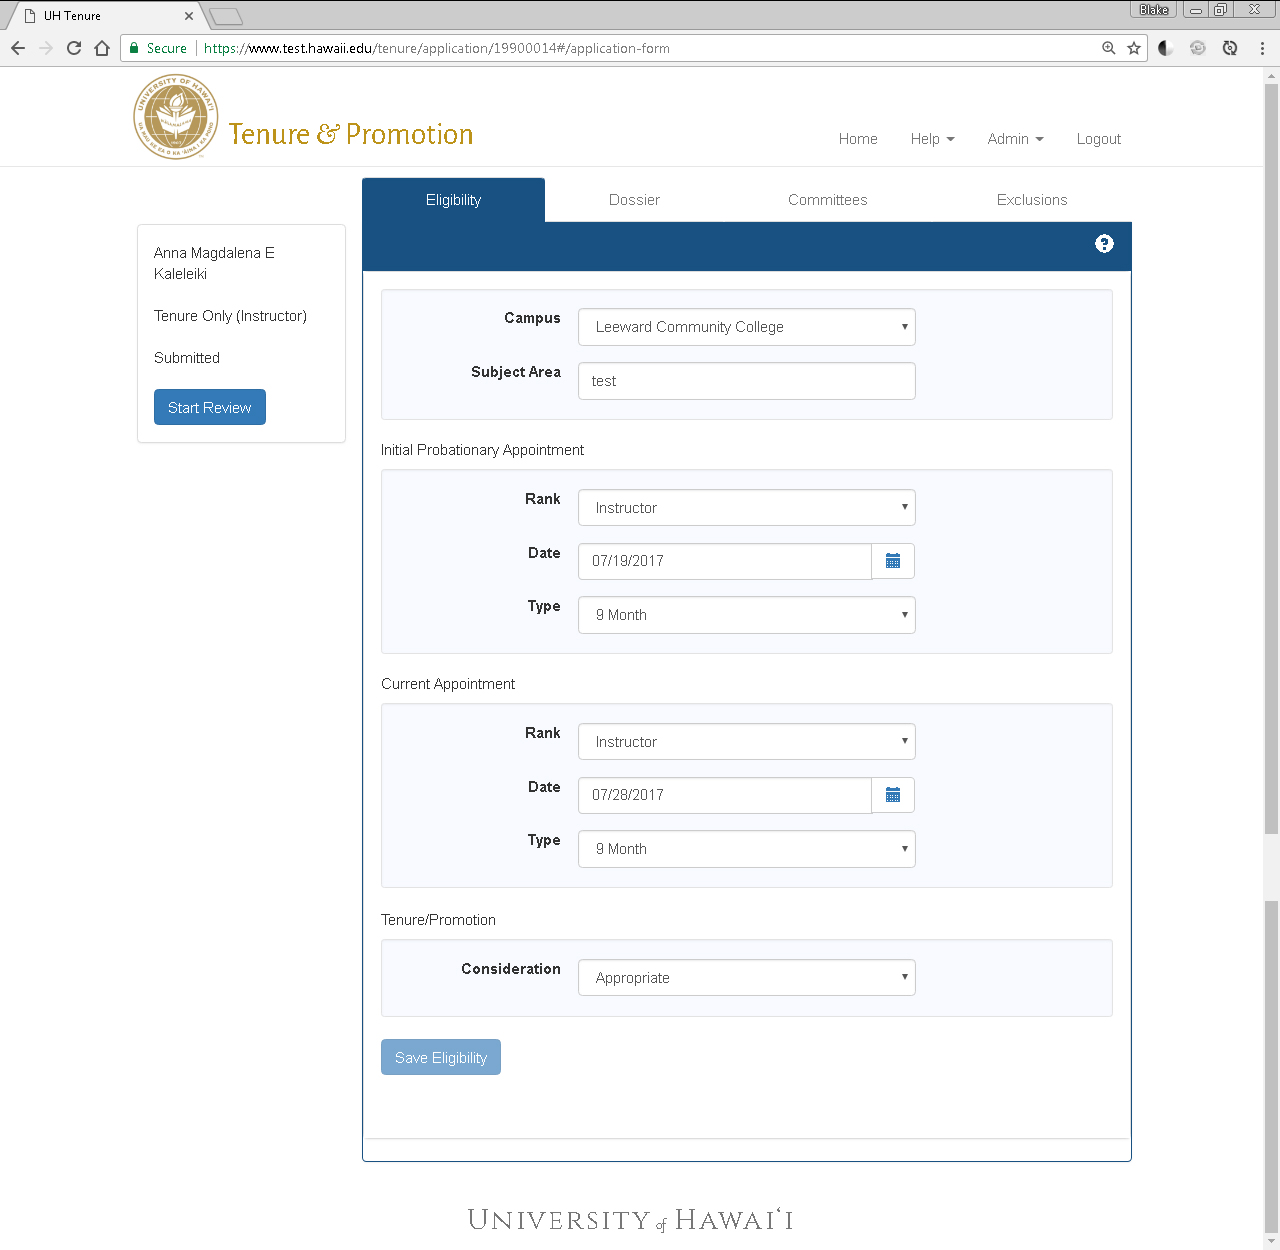 UH Tenure
Blake
Secure
https://www.test.hawaii.edu/tenure/application/19900014#/application-form
Tenure & Promotion
Home
Help
Admin
Logout
Eligibility
Dossier
Committees
Exclusions
Anna Magdalena E
Kaleleiki
Tenure Only (Instructor)
Submitted
Start Review
?
Campus
Leeward Community College
Subject Area
test
Initial Probationary Appointment
Rank
Instructor
Date
07/19/2017
Type
9 Month
Current Appointment
Rank
Instructor
Date
07/28/2017
Type
9 Month
Tenure/Promotion
Consideration
Appropriate
Save Eligibility
UNIVERSITY of HAWAIʻI